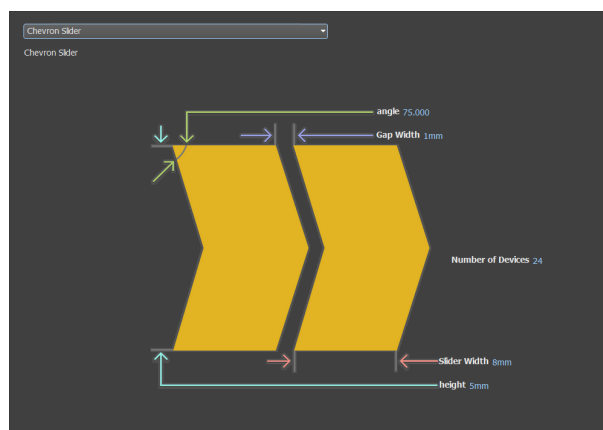 Chevron Slider
Chevron Slider
angle 75.000
Gap Width 1mm
Number of Devices 24
Slider Width 8mm
height 5mm